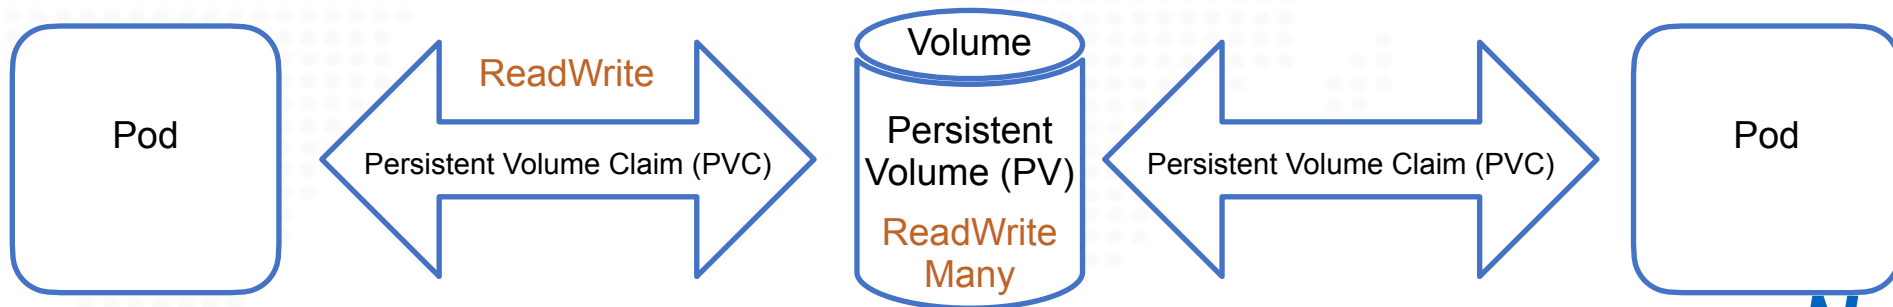 Pod
ReadWrite
Persistent Volume Claim (PVC)
Volume
Persistent
Volume (PV)
ReadWrite
Many
Persistent Volume Claim (PVC)
Pod